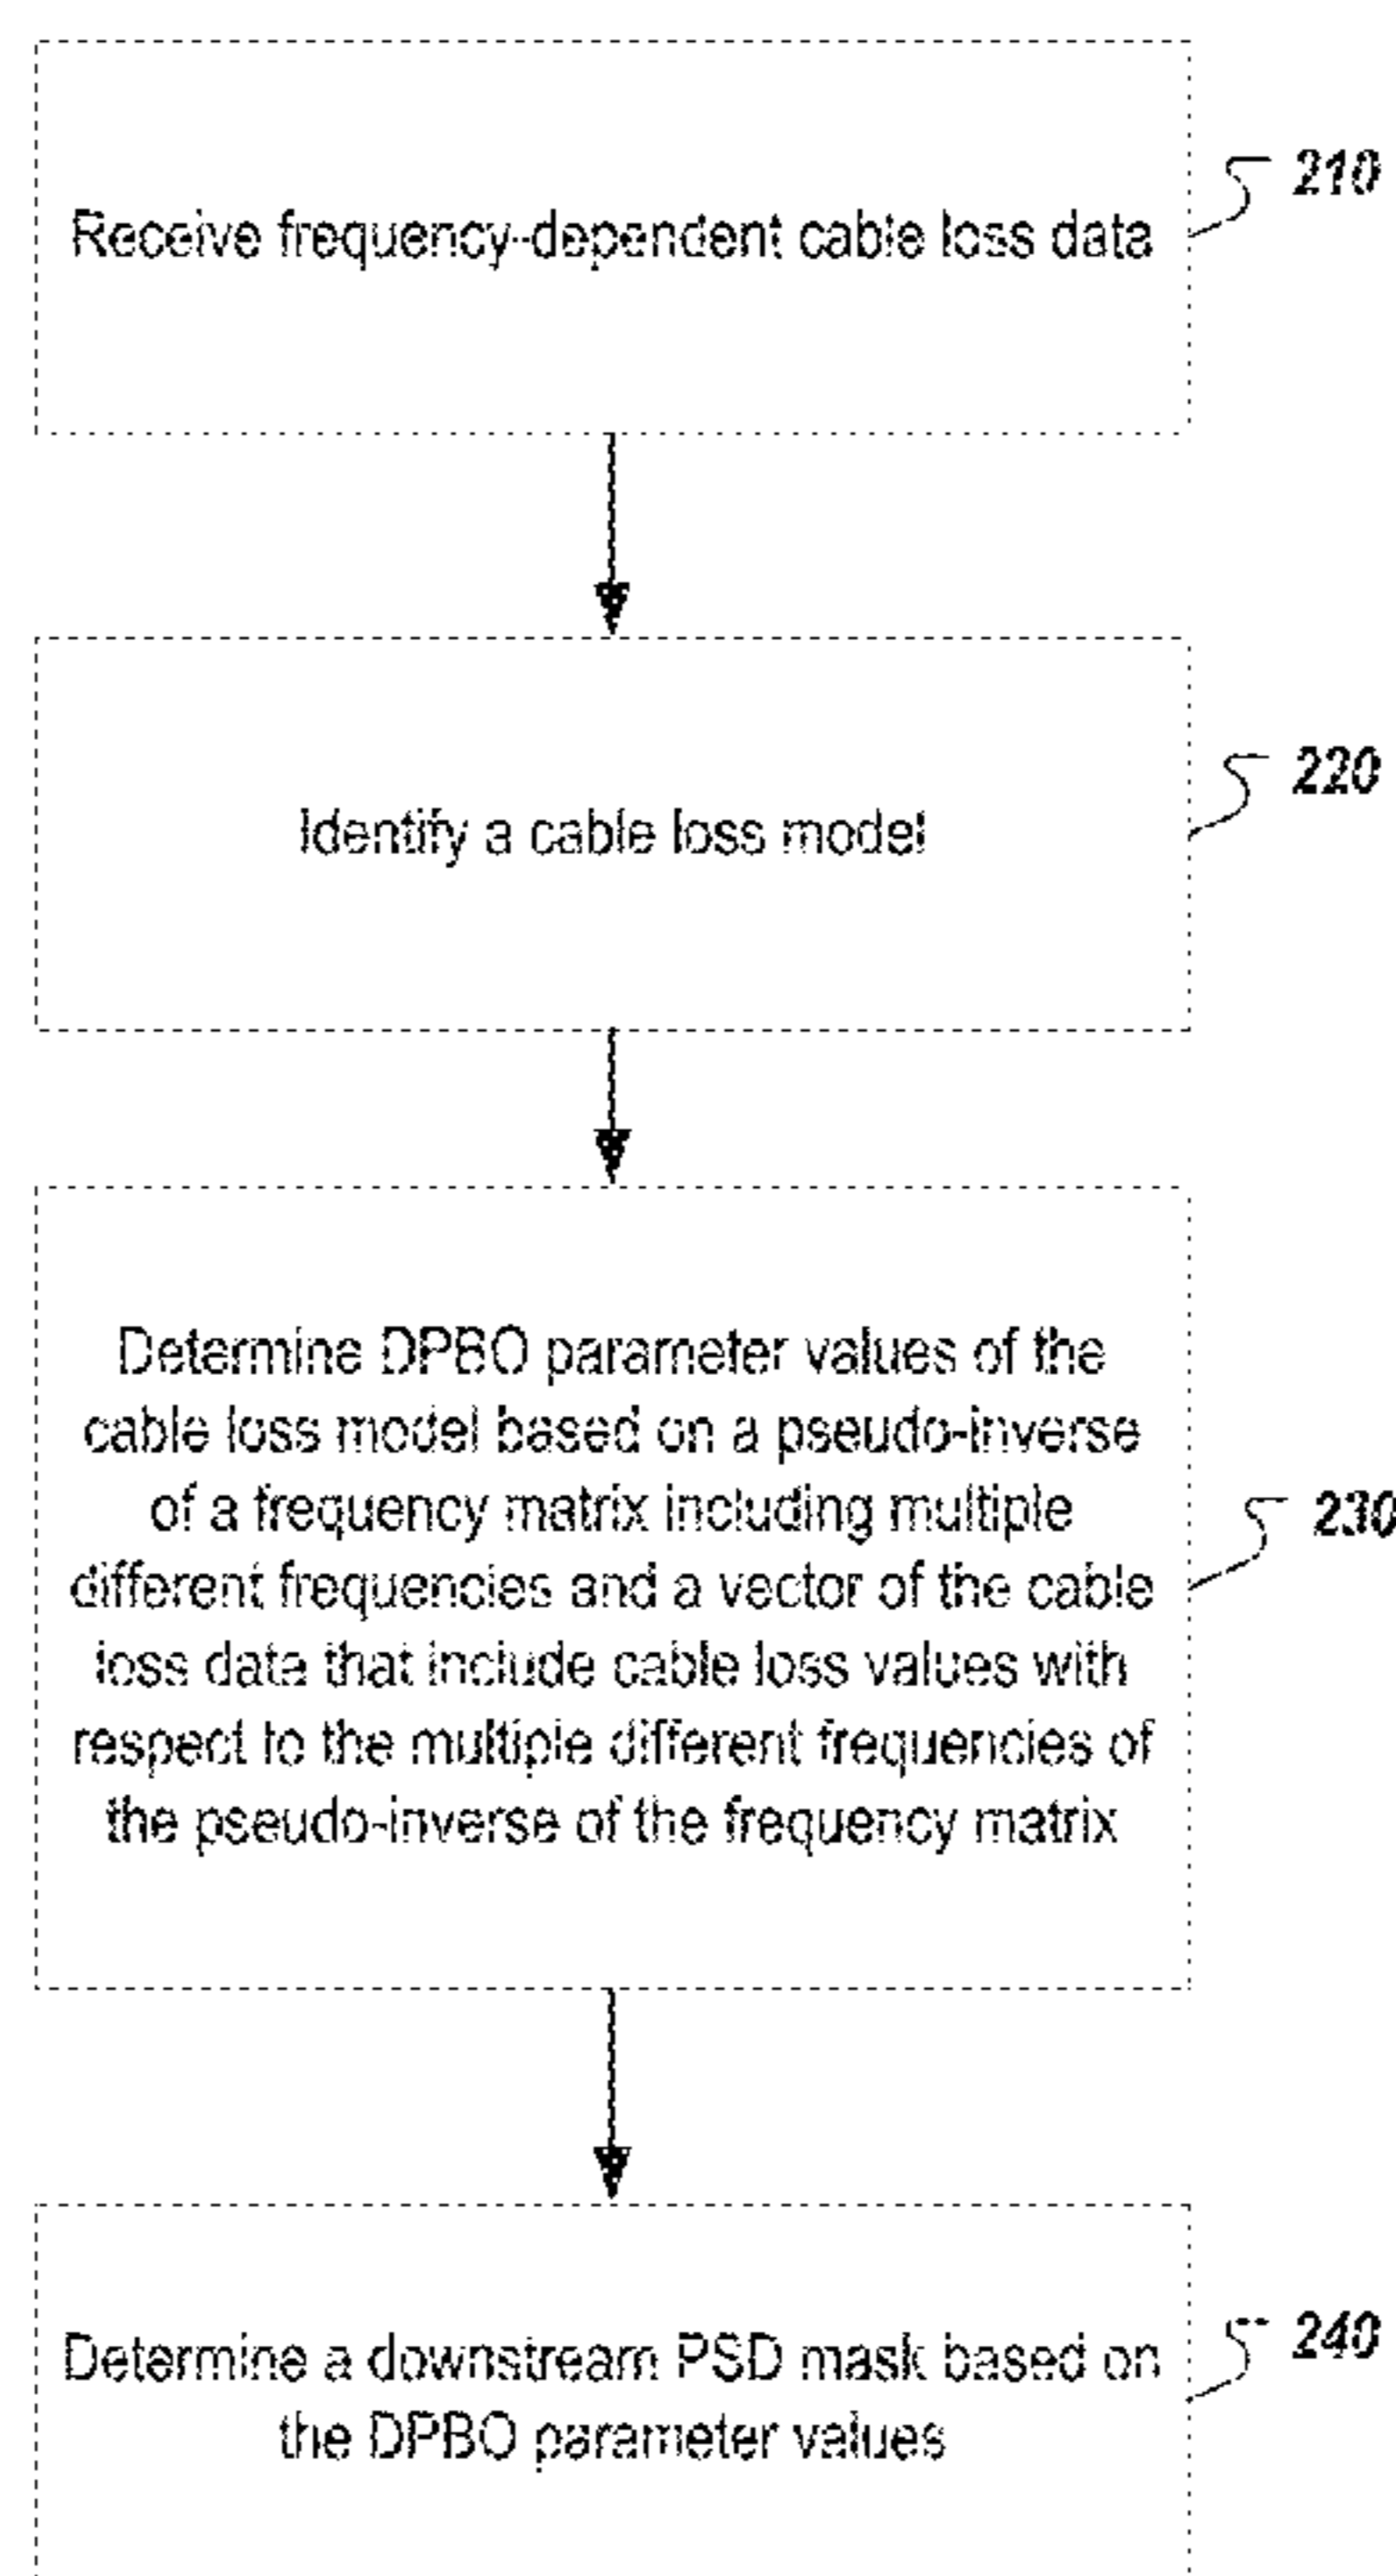 Receive frequency-dependent cable loss data
210
Identify a cable loss model
220
Determine DPBO parameter values of the
cable loss model based on a pseudo-inverse
of a frequency matrix including multiple
different frequencies and a vector of the cable
loss data that include cable loss values with
respect to the multiple different frequencies of
the pseudo-inverse of the frequency matrix
230
Determine a downstream PSD mask based on
the DPBO parameter values
240